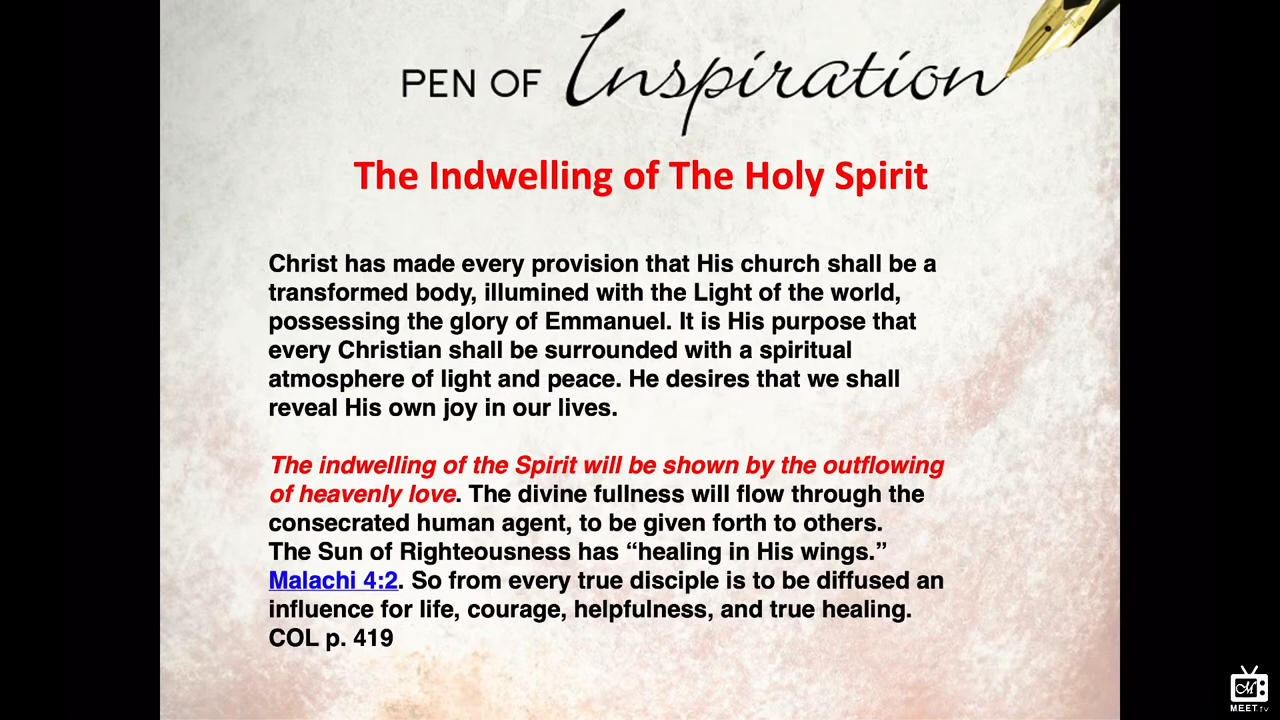 PEN OF Inspiration
The Indwelling of The Holy Spirit
Christ has made every provision that His church shall be a
transformed body, illumined with the Light of the world,
possessing the glory of Emmanuel. It is His purpose that
every Christian shall be surrounded with a spiritual
atmosphere of light and peace. He desires that we shall
reveal His own joy in our lives.
The indwelling of the Spirit will be shown by the outflowing
of heavenly love. The divine fullness will flow through the
consecrated human agent, to be given forth to others.
The Sun of Righteousness has “healing in His wings.”
Malachi 4:2. So from every true disciple is to be diffused an
influence for life, courage, helpfulness, and true healing.
COL p. 419
M
MEET.TV